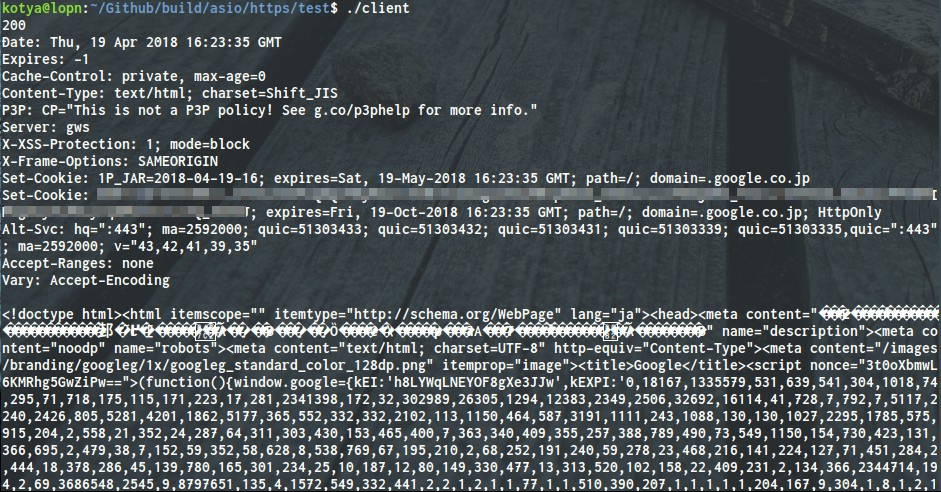 kotya@lopn:~/Github/build/asio/https/test$ ./client
200
Date: Thu, 19 Apr 2018 16:23:35 GMT
Expires: -1
Cache-Control: private, max-age=0
Content-Type: text/html; charset=Shift_JIS
P3P: CP="This is not a P3P policy! See g.co/p3phelp for more info."
Server: gws
X-XSS-Protection: 1; mode=block
X-Frame-Options: SAMEORIGIN
Set-Cookie: 1P_JAR=2018-04-19-16; expires=Sat, 19-May-2018 16:23:35 GMT; path=/; domain=.google.co.jp
Set-Cookie:
; expires=Fri, 19-Oct-2018 16:23:35 GMT; path=/; domain=.google.co.jp; HttpOnly
Alt-Svc: hq=":443"; ma=2592000; quic=51303433; quic=51303432; quic=51303431; quic=51303339; quic=51303335,quic=":443"
; ma=2592000; v="43,42,41,39,35"
Accept-Ranges: none
Vary: Accept-Encoding
<!doctype html><html itemscope="" itemtype="http://schema.org/WebPage" lang="ja"><head><meta content="
" name="description"><meta co
ntent="noodp" name="robots"><meta content="text/html; charset=UTF-8" http-equiv="Content-Type"><meta content="/images
/branding/googleg/1x/googleg_standard_color_128dp.png" itemprop="image"><title>Google</title><script nonce="3t0oXbmwL
6KMRhg5GwZiPw==">(function(){window.google={kEI:'h8LYWqLNEYOF8gXe3JJw',kEXPI:'0,18167,1335579,531,639,541,304,1018,74
,295,71,718,175,115,171,223,17,281,2341398,172,32,302989,26305,1294,12383,2349,2506,32692,16114,41,728,7,792,7,5117,2
240,2426,805,5281,4201,1862,5177,365,552,332,332,2102,113,1150,464,587,3191,1111,243,1088,130,130,1027,2295,1785,575,
915,204,2,558,21,352,24,287,64,311,303,430,153,465,400,7,363,340,409,355,257,388,789,490,73,549,1150,154,730,423,131,
366,695,2,479,38,7,152,59,352,58,628,8,538,769,67,195,210,2,68,252,191,240,59,278,23,468,216,141,224,127,71,451,284,2
,444,18,378,286,45,139,780,165,301,234,25,10,187,12,80,149,330,477,13,313,520,102,158,22,409,231,2,134,366,2344714,19
4,2,69,3686548,2545,9,8797651,135,4,1572,549,332,441,2,2,1,2,1,1,77,1,1,510,390,207,1,1,1,1,1,204,167,9,304,1,8,1,2,1